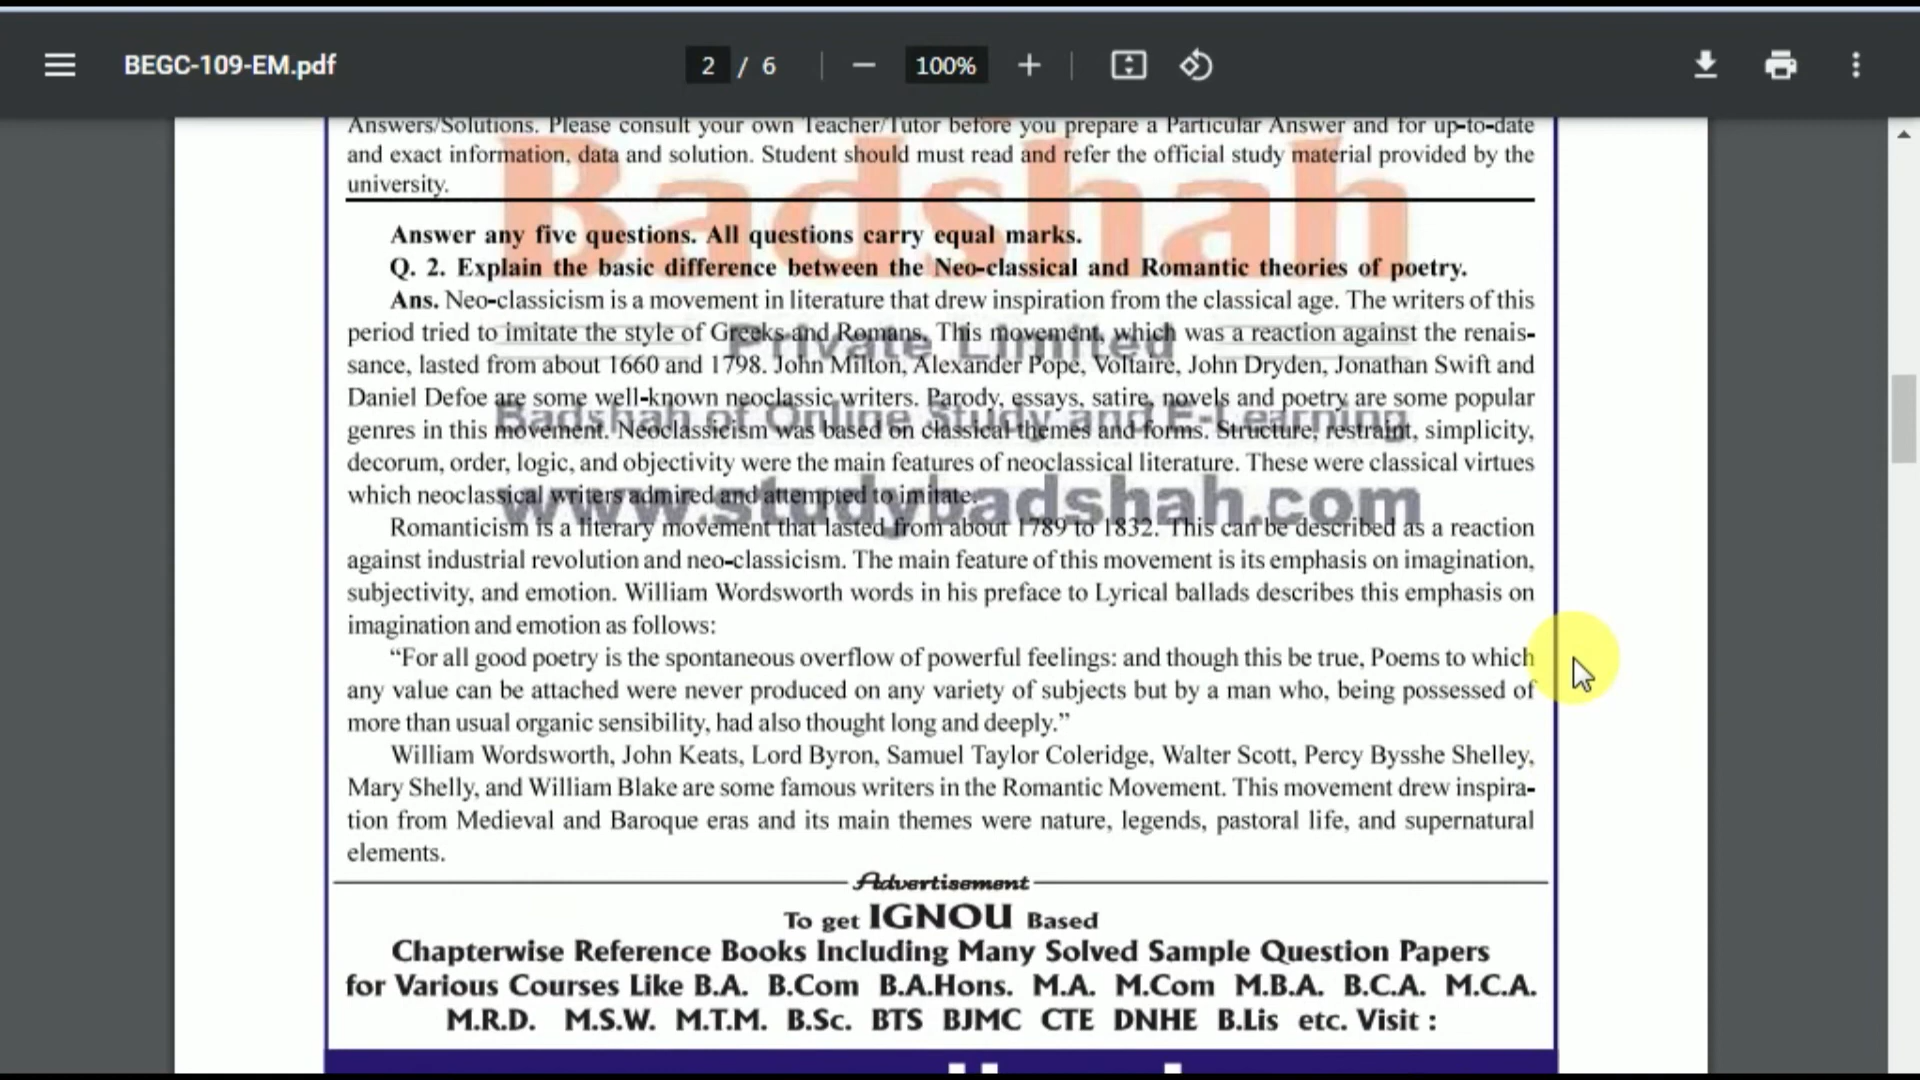 BEGC-109-EM.pdf
2 / 6
100%
Answers/Solutions. Please consult your own Teacher/Tutor before you prepare a Particular Answer and for up-to-date
and exact information, data and solution. Student should must read and refer the official study material provided by the
university.
Badshah
Answer any five questions. All questions carry equal marks.
Q. 2. Explain the basic difference between the Neo-classical and Romantic theories of poetry.
Ans. Neo-classicism is a movement in literature that drew inspiration from the classical age. The writers of this
period tried to imitate the style of Greeks and Romans. This movement, which was a reaction against the renais-
Private Limited
sance, lasted from about 1660 and 1798. John Milton, Alexander Pope, Voltaire, John Dryden, Jonathan Swift and
Daniel Defoe are some well-known neoclassic writers. Parody, essays, satire, novels and poetry are some popular
Badshah of Online Study and E-Learning
genres in this movement. Neoclassicism was based on classical themes and forms. Structure, restraint, simplicity,
decorum, order, logic, and objectivity were the main features of neoclassical literature. These were classical virtues
which neoclassical writers admired and attempted to imitate.
www.studybadshah.com
Romanticism is a literary movement that lasted from about 1789 to 1832. This can be described as a reaction
against industrial revolution and neo-classicism. The main feature of this movement is its emphasis on imagination,
subjectivity, and emotion. William Wordsworth words in his preface to Lyrical ballads describes this emphasis on
imagination and emotion as follows:
“For all good poetry is the spontaneous overflow of powerful feelings: and though this be true, Poems to which
any value can be attached were never produced on any variety of subjects but by a man who, being possessed of
more than usual organic sensibility, had also thought long and deeply.”
William Wordsworth, John Keats, Lord Byron, Samuel Taylor Coleridge, Walter Scott, Percy Bysshe Shelley,
Mary Shelly, and William Blake are some famous writers in the Romantic Movement. This movement drew inspira-
tion from Medieval and Baroque eras and its main themes were nature, legends, pastoral life, and supernatural
elements.
Advertisement
To get IGNOU Based
Chapterwise Reference Books Including Many Solved Sample Question Papers
for Various Courses Like B.A. B.Com B.A.Hons. M.A. M.Com M.B.A. B.C.A. M.C.A.
M.R.D. M.S.W. M.T.M. B.Sc. BTS BJMC CTE DNHE B.Lis etc. Visit :